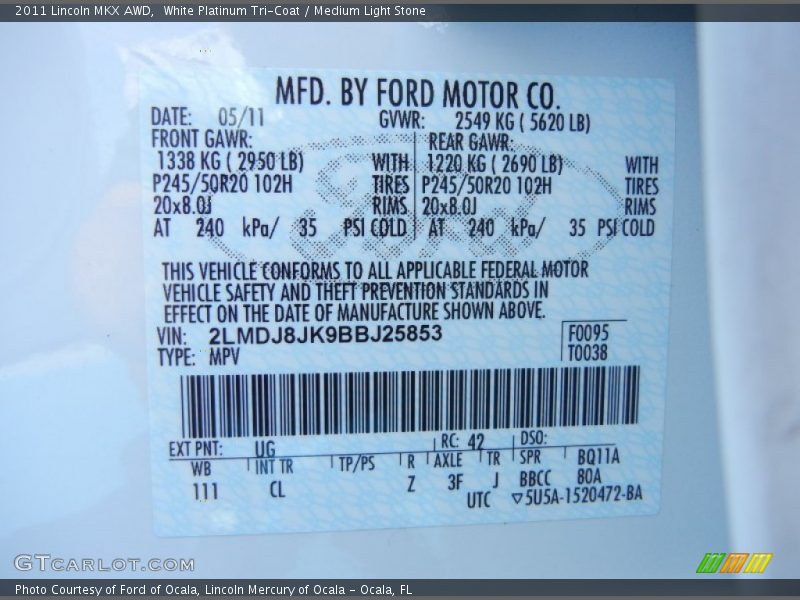 2011 Lincoln MKX AWD,  White Platinum Tri-Coat / Medium Light Stone
MFD. BY FORD MOTOR CO.
DATE: 05/11 GVWR: 2549 KG ( 5620 LB)
FRONT GAWR: REAR GAWR:
1338 KG ( 2950 LB) WITH 1220 KG ( 2690 LB) WITH
P245/50R20 102H TIRES P245/50R20 102H TIRES
20x8.0J RIMS 20x8.0J RIMS
AT 240 kPa/ 35 PSI COLD AT 240 kPa/ 35 PSI COLD
THIS VEHICLE CONFORMS TO ALL APPLICABLE FEDERAL MOTOR
VEHICLE SAFETY AND THEFT PREVENTION STANDARDS IN
EFFECT ON THE DATE OF MANUFACTURE SHOWN ABOVE.
VIN: 2LMDJ8JK9BBJ25853 F0095
TYPE: MPV T0038
EXT PNT: UG RC: 42 DSO:
WB INT TR TP/PS R AXLE TR SPR BQ11A
111 CL Z 3F J BBCC 80A
UTC ▽5U5A-1520472-BA
GTCARLOT.COM
Photo Courtesy of Ford of Ocala, Lincoln Mercury of Ocala - Ocala, FL